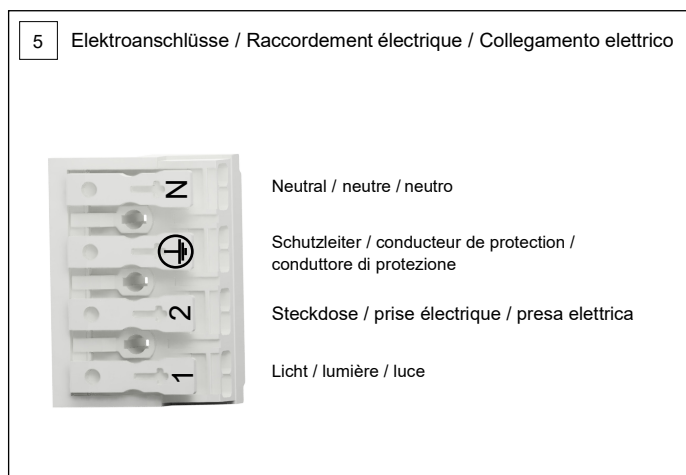 5 Elektroanschlüsse / Raccordement électrique / Collegamento elettrico
N
Neutral / neutre / neutro
Schutzleiter / conducteur de protection /
conduttore di protezione
2
Steckdose / prise électrique / presa elettrica
1
Licht / lumière / luce